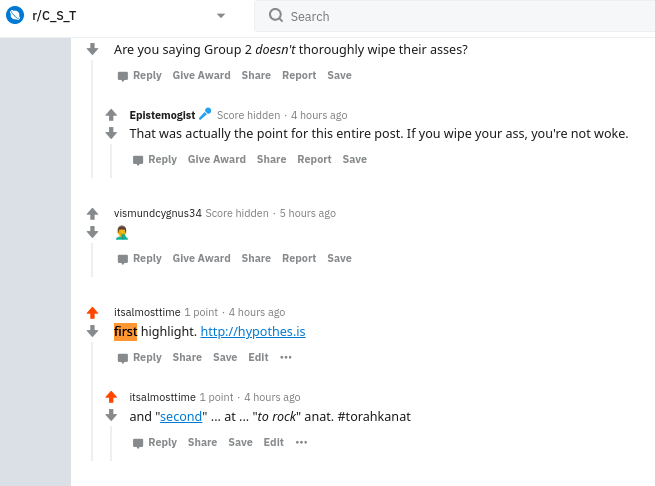 r/C_S_T
Search
Are you saying Group 2 doesn't thoroughly wipe their asses?
Reply Give Award Share Report Save
Epistemogist Score hidden · 4 hours ago
That was actually the point for this entire post. If you wipe your ass, you're not woke.
Reply Give Award Share Report Save
vismundcygnus34 Score hidden · 5 hours ago
🤦‍♂️
Reply Give Award Share Report Save
itsalmosttime 1 point · 4 hours ago
first highlight. http://hypothes.is
Reply Share Save Edit ···
itsalmosttime 1 point · 4 hours ago
and "second" ... at ... "to rock" anat. #torahkanat
Reply Share Save Edit ···